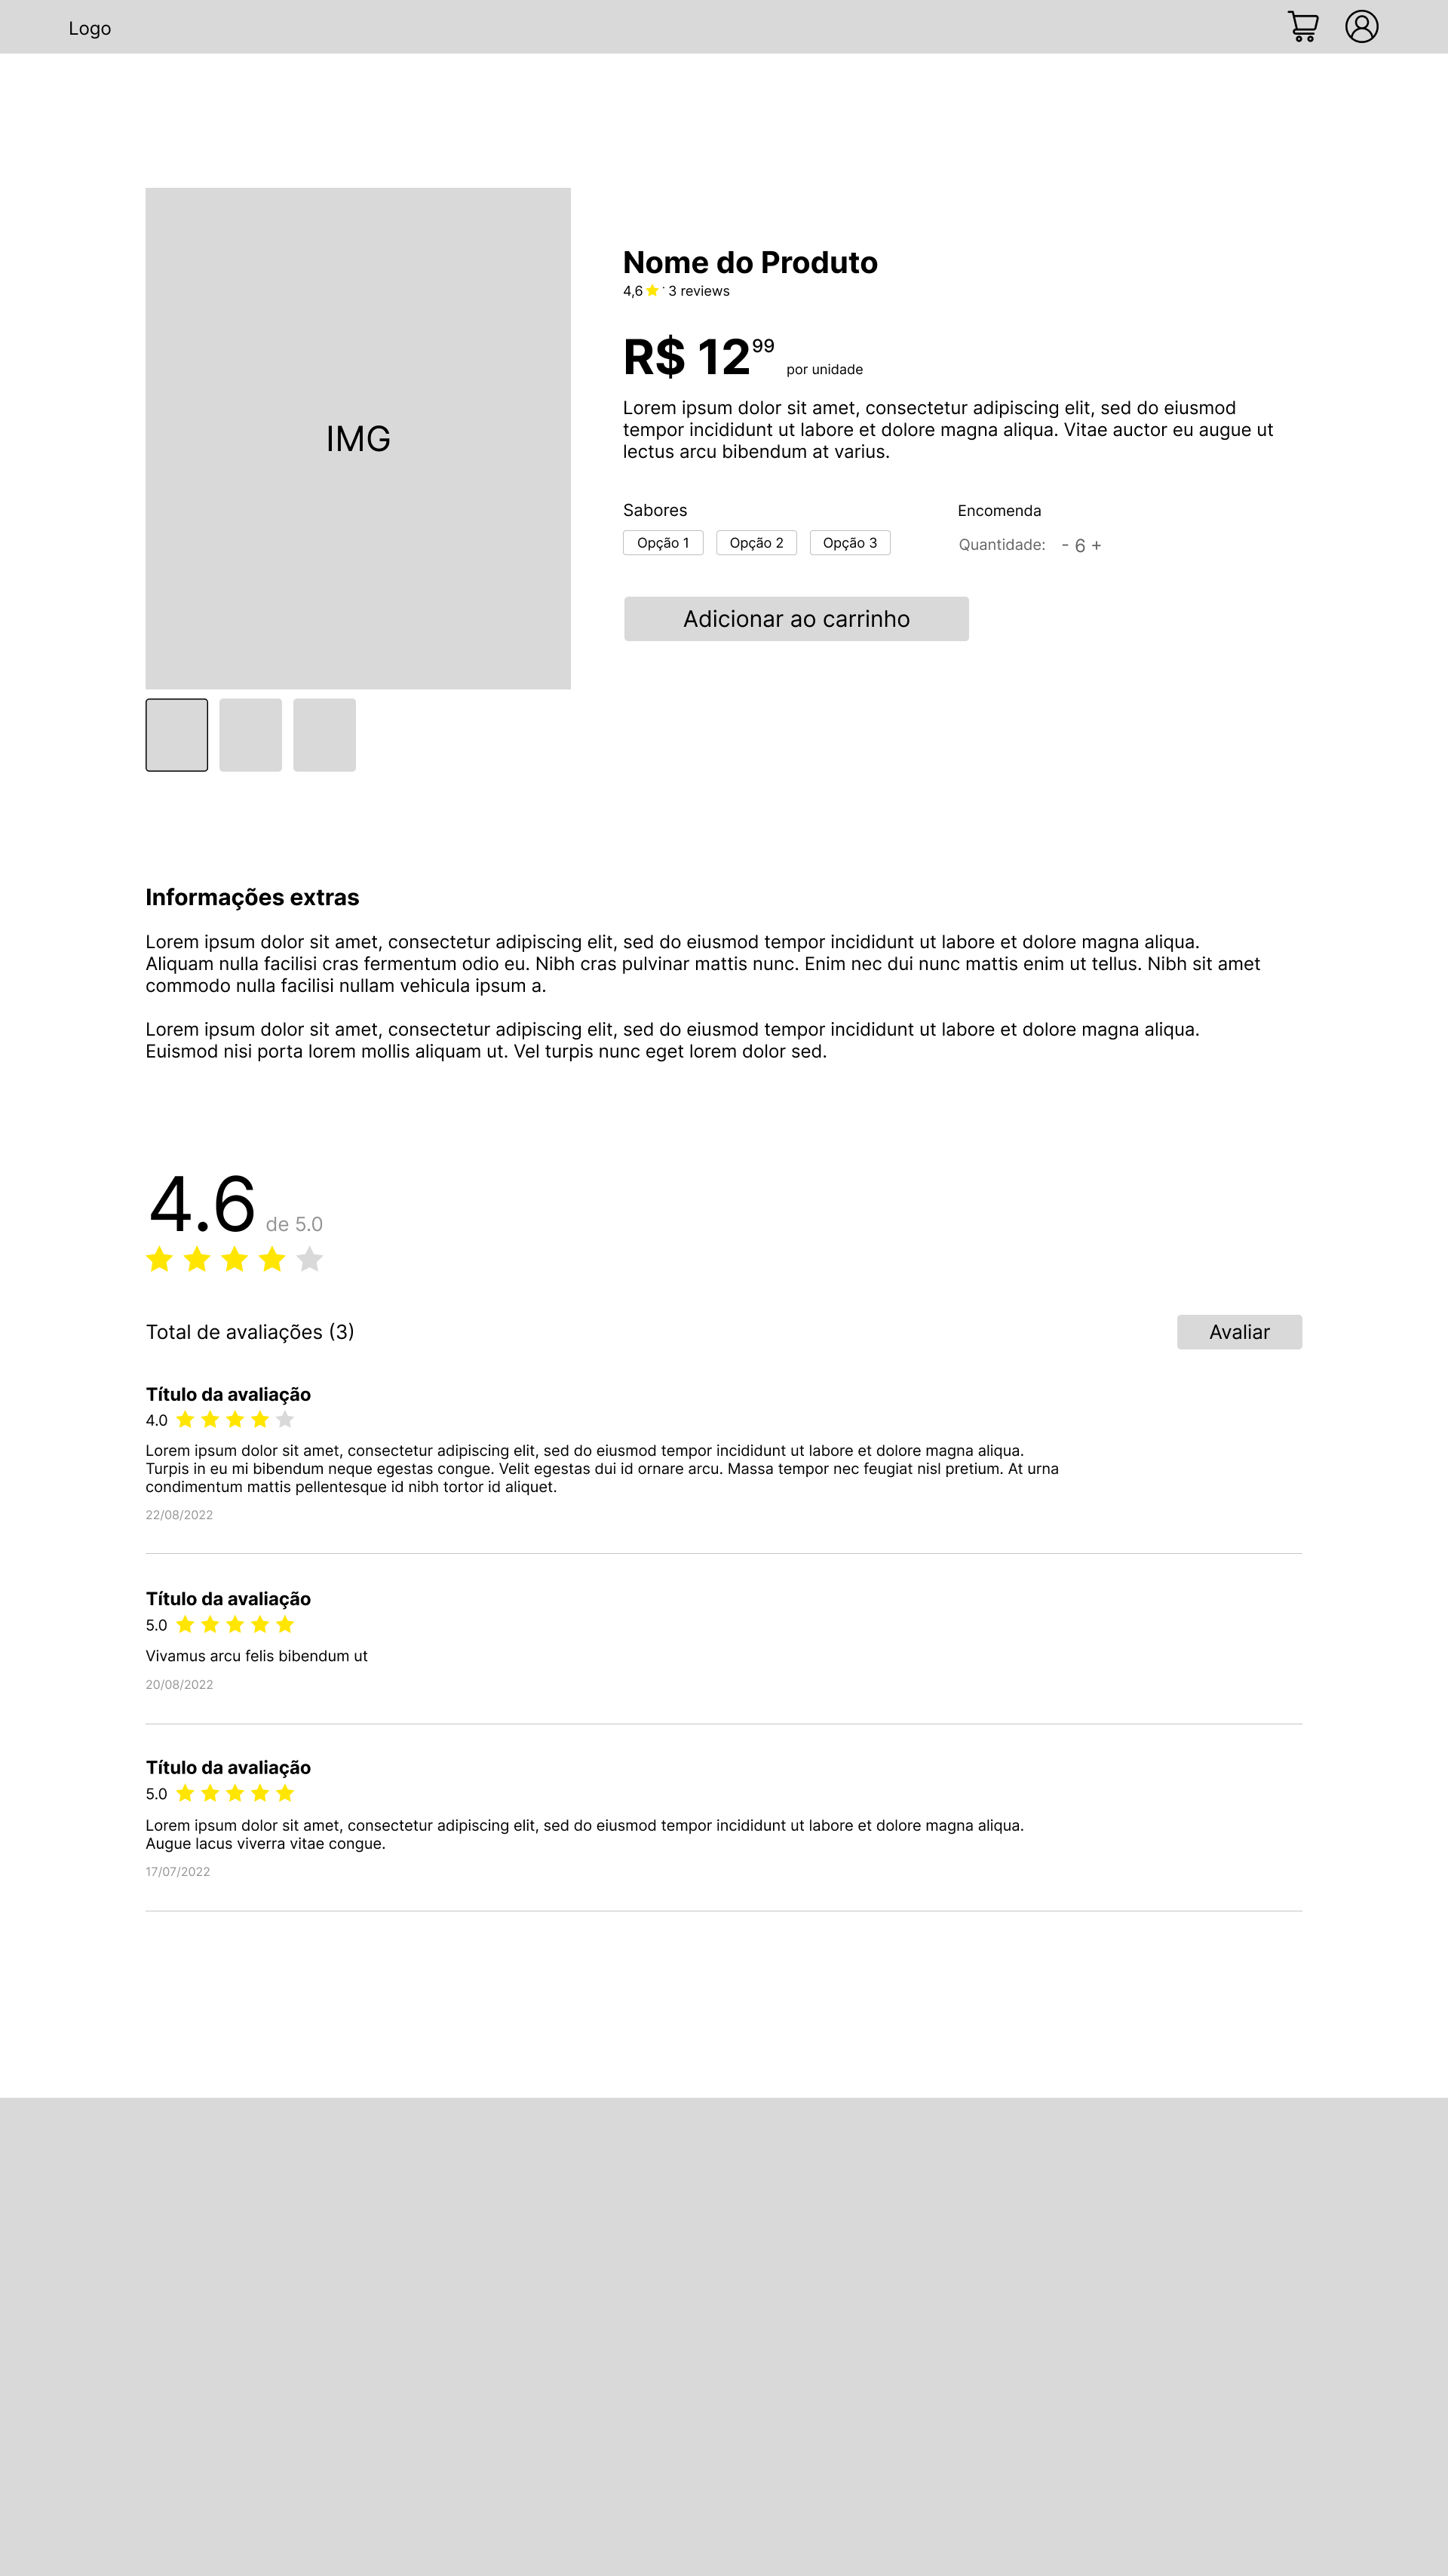 Logo
IMG
Nome do Produto
4,6 · 3 reviews
R$ 12 99 por unidade
Lorem ipsum dolor sit amet, consectetur adipiscing elit, sed do eiusmod
tempor incididunt ut labore et dolore magna aliqua. Vitae auctor eu augue ut
lectus arcu bibendum at varius.
Sabores
Opção 1 Opção 2 Opção 3
Encomenda
Quantidade: - 6 +
Adicionar ao carrinho
Informações extras
Lorem ipsum dolor sit amet, consectetur adipiscing elit, sed do eiusmod tempor incididunt ut labore et dolore magna aliqua.
Aliquam nulla facilisi cras fermentum odio eu. Nibh cras pulvinar mattis nunc. Enim nec dui nunc mattis enim ut tellus. Nibh sit amet
commodo nulla facilisi nullam vehicula ipsum a.
Lorem ipsum dolor sit amet, consectetur adipiscing elit, sed do eiusmod tempor incididunt ut labore et dolore magna aliqua.
Euismod nisi porta lorem mollis aliquam ut. Vel turpis nunc eget lorem dolor sed.
4.6 de 5.0
Total de avaliações (3)
Avaliar
Título da avaliação
4.0
Lorem ipsum dolor sit amet, consectetur adipiscing elit, sed do eiusmod tempor incididunt ut labore et dolore magna aliqua.
Turpis in eu mi bibendum neque egestas congue. Velit egestas dui id ornare arcu. Massa tempor nec feugiat nisl pretium. At urna
condimentum mattis pellentesque id nibh tortor id aliquet.
22/08/2022
Título da avaliação
5.0
Vivamus arcu felis bibendum ut
20/08/2022
Título da avaliação
5.0
Lorem ipsum dolor sit amet, consectetur adipiscing elit, sed do eiusmod tempor incididunt ut labore et dolore magna aliqua.
Augue lacus viverra vitae congue.
17/07/2022